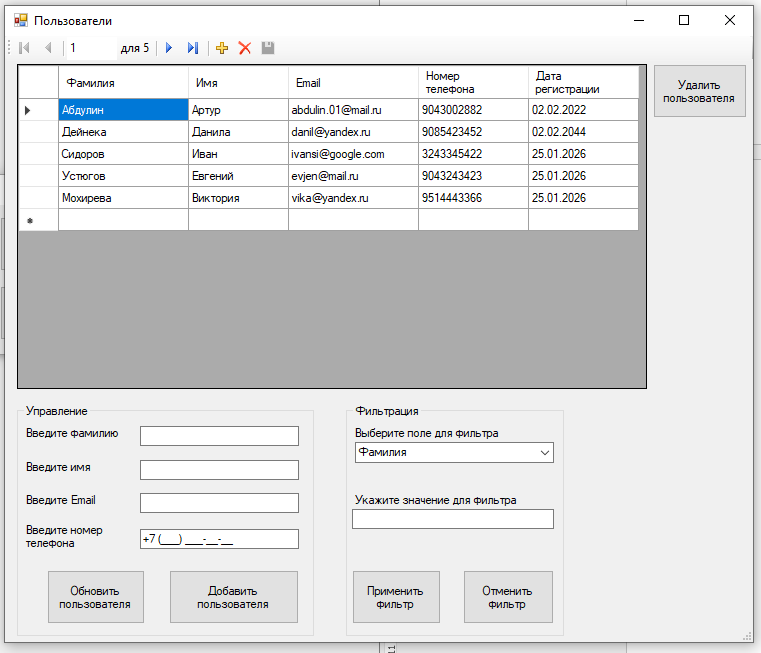 Пользователи
1 для 5
Фамилия Имя Email Номер телефона Дата регистрации
Абдулин Артур abdulin.01@mail.ru 9043002882 02.02.2022
Дейнека Данила danil@yandex.ru 9085423452 02.02.2044
Сидоров Иван ivansi@google.com 3243345422 25.01.2026
Устюгов Евгений evjen@mail.ru 9043243423 25.01.2026
Мохирева Виктория vika@yandex.ru 9514443366 25.01.2026
Удалить
пользователя
Управление
Введите фамилию
Введите имя
Введите Email
Введите номер
телефона
+7 (___) ___-__-__
Обновить
пользователя
Добавить
пользователя
Фильтрация
Выберите поле для фильтра
Фамилия
Укажите значение для фильтра
Применить
фильтр
Отменить
фильтр